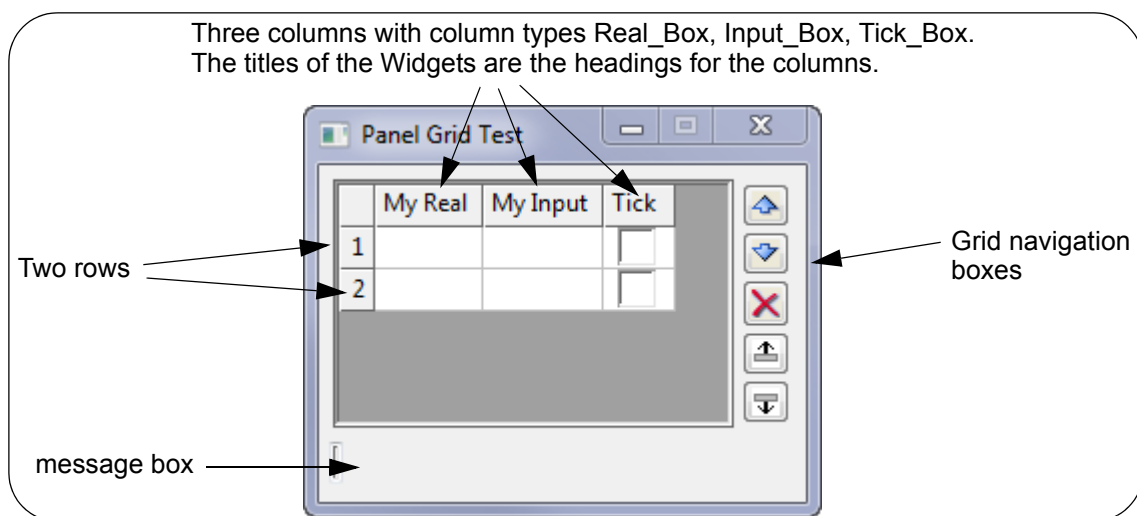 Three columns with column types Real_Box, Input_Box, Tick_Box.
The titles of the Widgets are the headings for the columns.
Panel Grid Test
My Real My Input Tick
1
2
Two rows
Grid navigation
boxes
message box